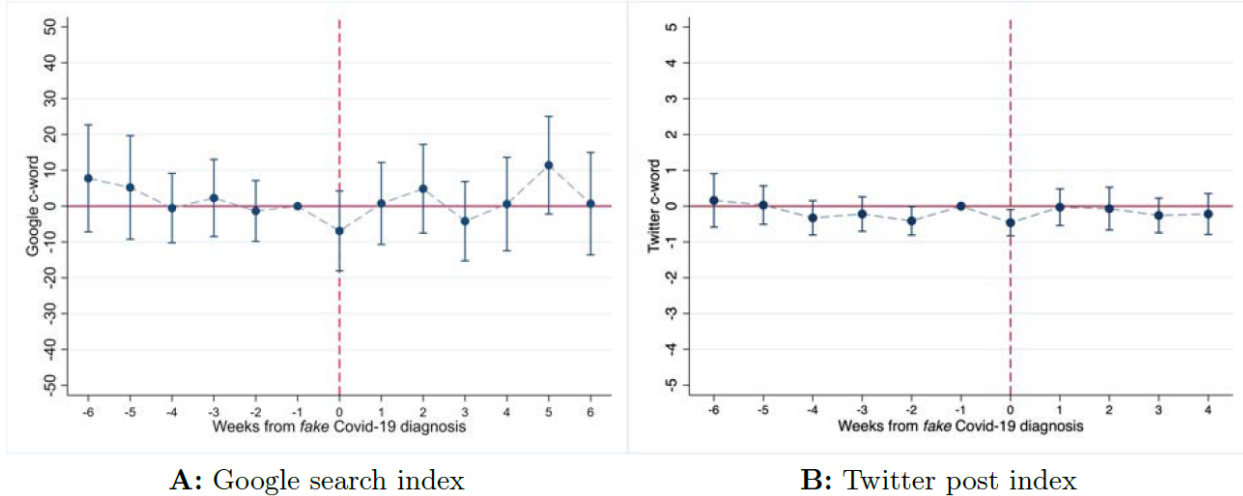 50
40
30
20
10
0
-10
-20
-30
-40
-50
Google c-word
-6 -5 -4 -3 -2 -1 0 1 2 3 4 5 6
Weeks from fake Covid-19 diagnosis
A: Google search index
5
4
3
2
1
0
-1
-2
-3
-4
-5
Twitter c-word
-6 -5 -4 -3 -2 -1 0 1 2 3 4
Weeks from fake Covid-19 diagnosis
B: Twitter post index